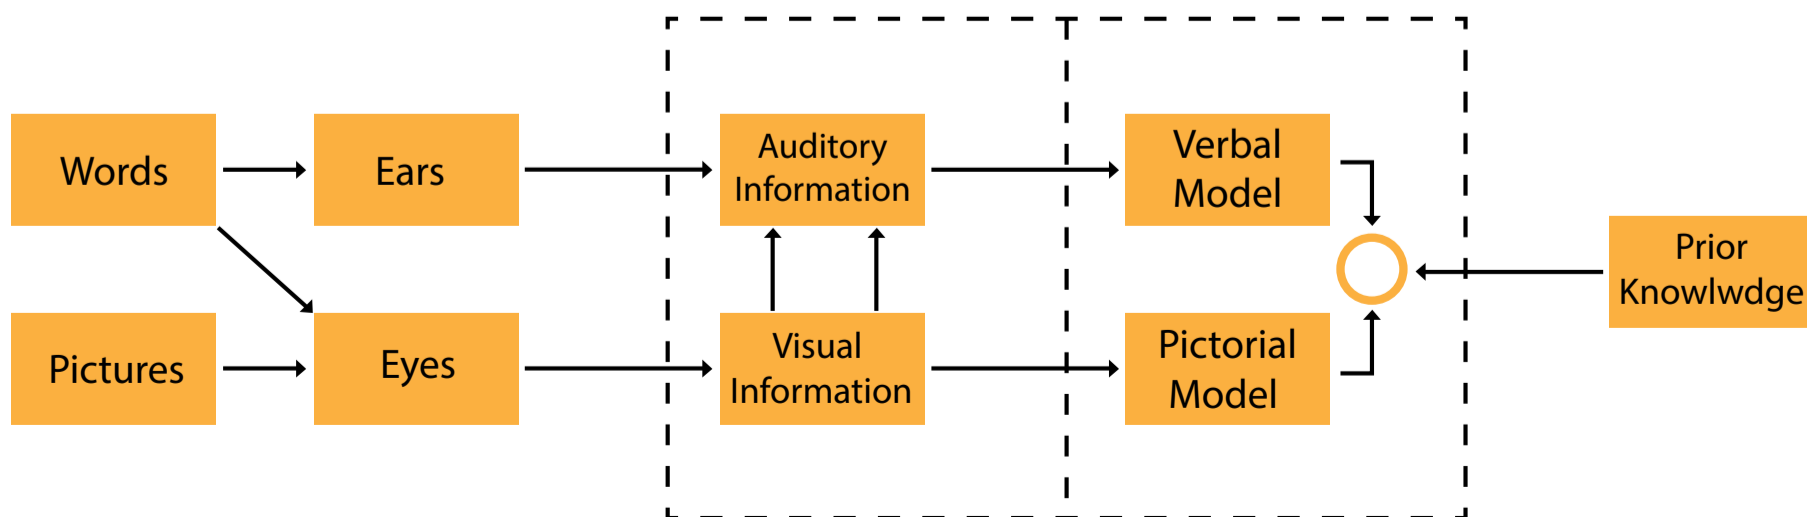 Words
Ears
Auditory
Information
Verbal
Model
Prior
Knowlwdge
Pictures
Eyes
Visual
Information
Pictorial
Model